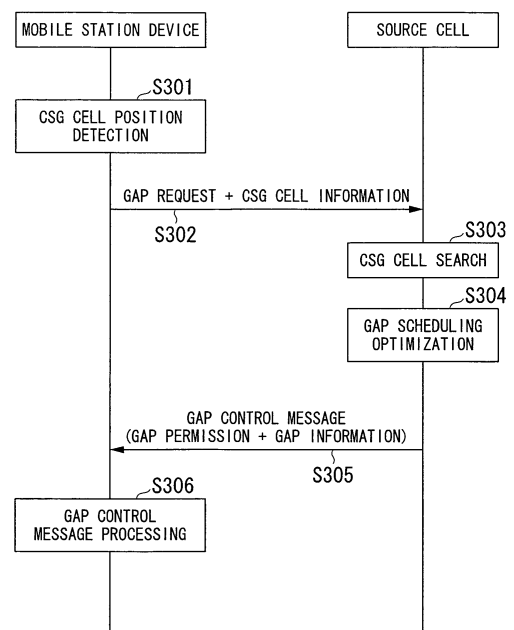 MOBILE STATION DEVICE
SOURCE CELL
S301
CSG CELL POSITION
DETECTION
GAP REQUEST + CSG CELL INFORMATION
S302
S303
CSG CELL SEARCH
S304
GAP SCHEDULING
OPTIMIZATION
GAP CONTROL MESSAGE
(GAP PERMISSION + GAP INFORMATION)
S305
S306
GAP CONTROL
MESSAGE PROCESSING